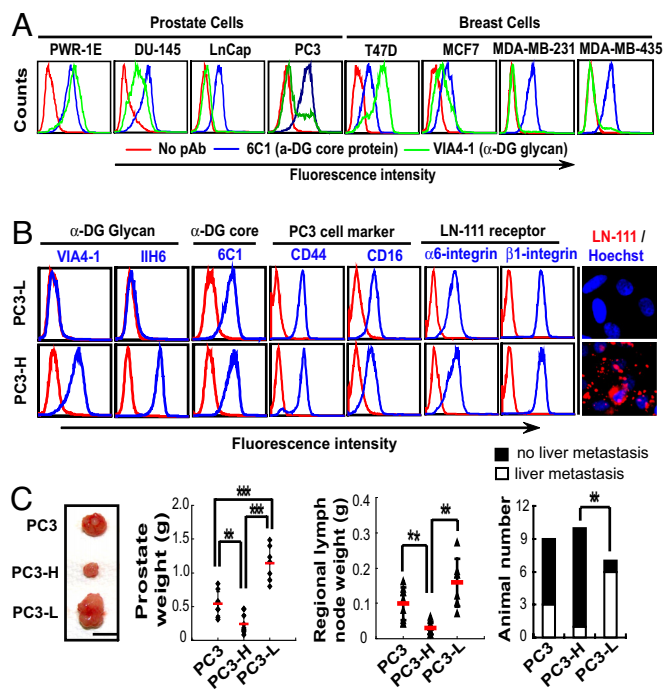 A
Prostate Cells Breast Cells
PWR-1E DU-145 LnCap PC3 T47D MCF7 MDA-MB-231 MDA-MB-435
Counts
No pAb 6C1 (a-DG core protein) VIA4-1 (α-DG glycan)
Fluorescence intensity
B
α-DG Glycan α-DG core PC3 cell marker LN-111 receptor LN-111 /
VIA4-1 IIH6 6C1 CD44 CD16 α6-integrin β1-integrin Hoechst
PC3-L
PC3-H
Fluorescence intensity
no liver metastasis
liver metastasis
C
PC3
PC3-H
PC3-L
Prostate
weight (g)
2.0
1.5
1.0
0.5
0
** *** ***
PC3 PC3-H PC3-L
Regional lymph
node weight (g)
0.4
0.3
0.2
0.1
0
** **
PC3 PC3-H PC3-L
Animal number
12
9
6
3
0
**
PC3 PC3-H PC3-L